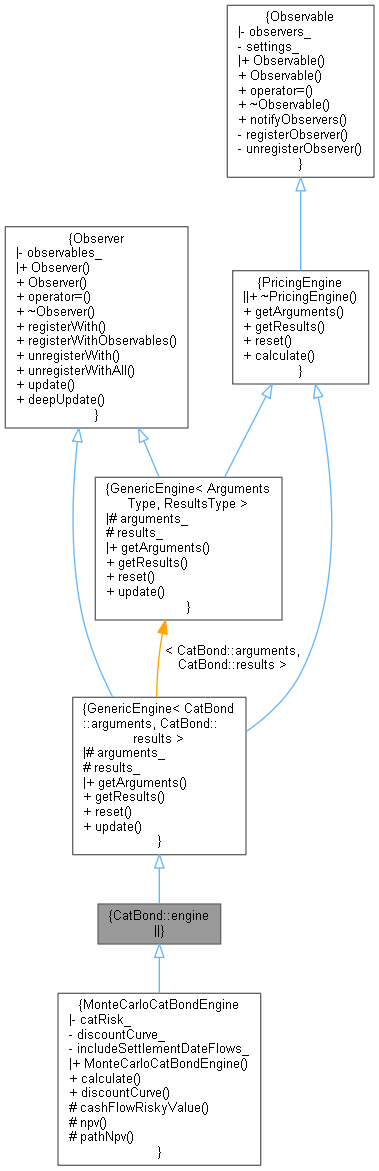 {Observable
|- observers_
- settings_
|+ Observable()
+ Observable()
+ operator=()
+ ~Observable()
+ notifyObservers()
- registerObserver()
- unregisterObserver()
}
{Observer
|- observables_
|+ Observer()
+ Observer()
+ operator=()
+ ~Observer()
+ registerWith()
+ registerWithObservables()
+ unregisterWith()
+ unregisterWithAll()
+ update()
+ deepUpdate()
}
{PricingEngine
||+ ~PricingEngine()
+ getArguments()
+ getResults()
+ reset()
+ calculate()
}
{GenericEngine< Arguments
Type, ResultsType >
|# arguments_
# results_
|+ getArguments()
+ getResults()
+ reset()
+ update()
}
< CatBond::arguments,
CatBond::results >
{GenericEngine< CatBond
::arguments, CatBond::
results >
|# arguments_
# results_
|+ getArguments()
+ getResults()
+ reset()
+ update()
}
{CatBond::engine
||}
{MonteCarloCatBondEngine
|- catRisk_
- discountCurve_
- includeSettlementDateFlows_
|+ MonteCarloCatBondEngine()
+ calculate()
+ discountCurve()
# cashFlowRiskyValue()
# npv()
# pathNpv()
}